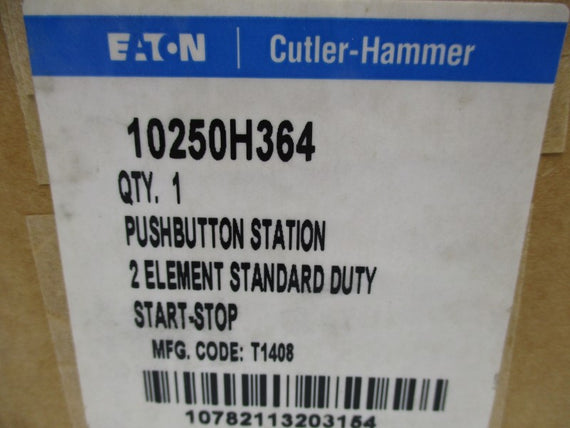 EATON | Cutler-Hammer
10250H364
QTY. 1
PUSHBUTTON STATION
2 ELEMENT STANDARD DUTY
START-STOP
MFG. CODE: T1408
10782113203154